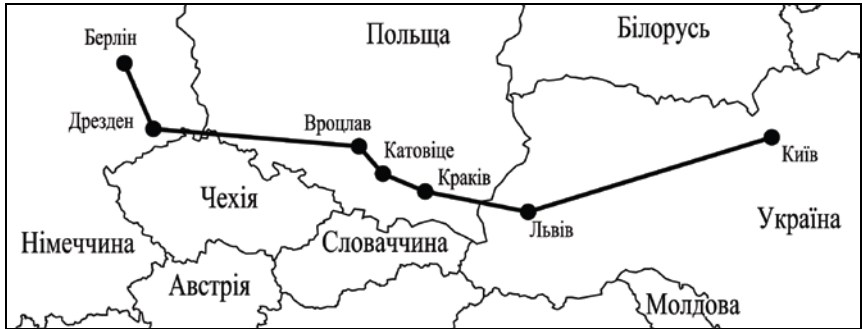 Берлін
Польща
Білорусь
Дрезден
Вроцлав
Катовіце
Краків
Київ
Чехія
Львів
Україна
Німеччина
Словаччина
Австрія
Молдова